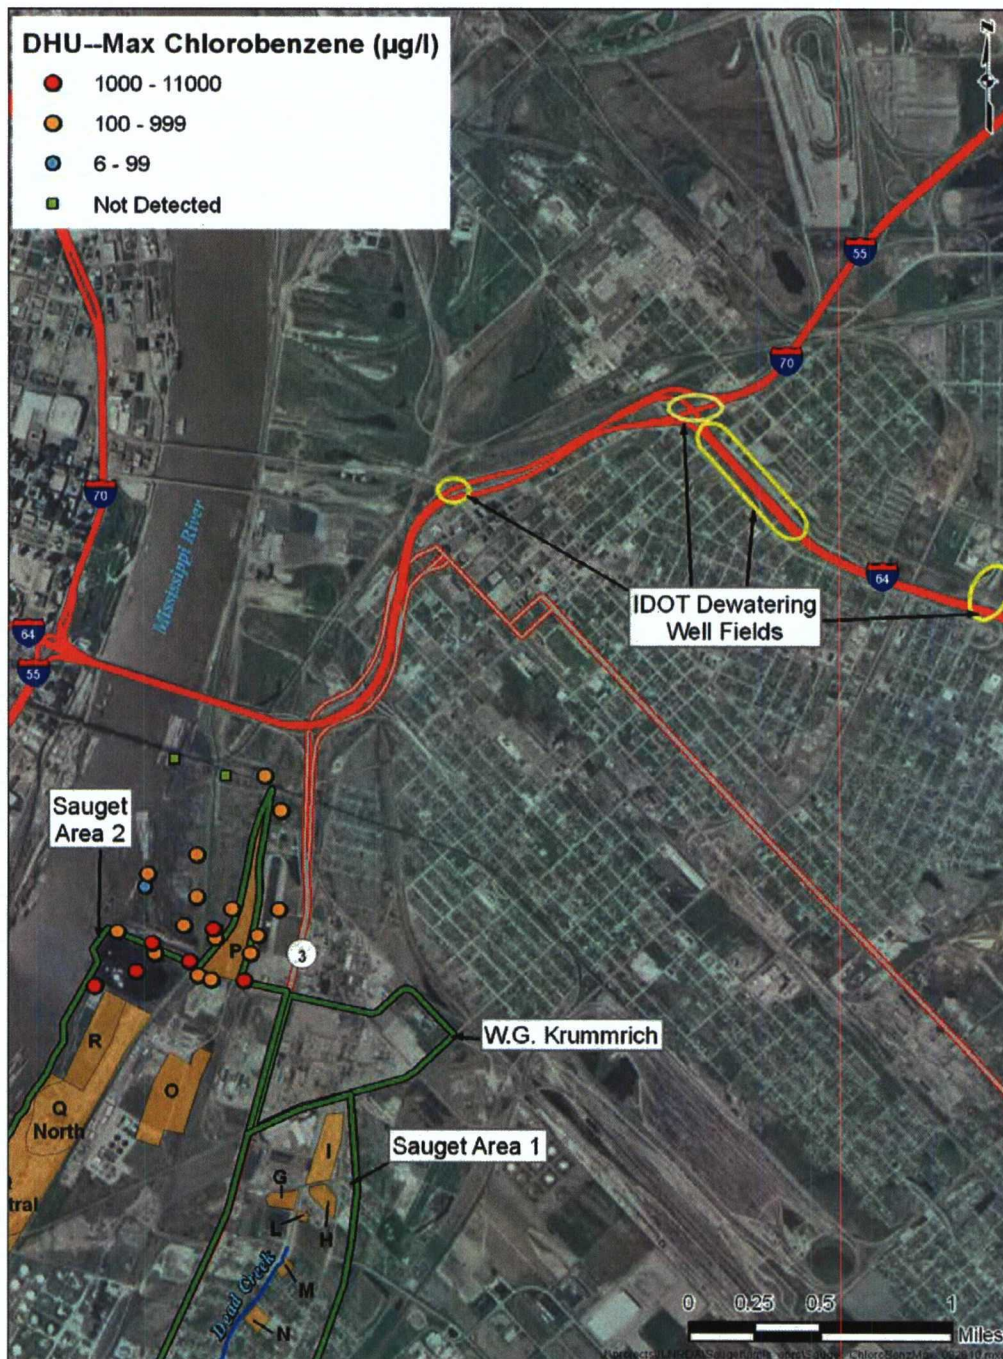 DHU--Max Chlorobenzene (µg/l)
1000 - 11000
100 - 999
6 - 99
Not Detected
N
55
70
70
Mississippi River
64
IDOT Dewatering
Well Fields
64
55
Sauget
Area 2
P
3
W.G. Krummrich
R
O
Q
North
Sauget Area 1
I
G
L
H
tral
M
Dead Creek
N
0 0.25 0.5 1
Miles